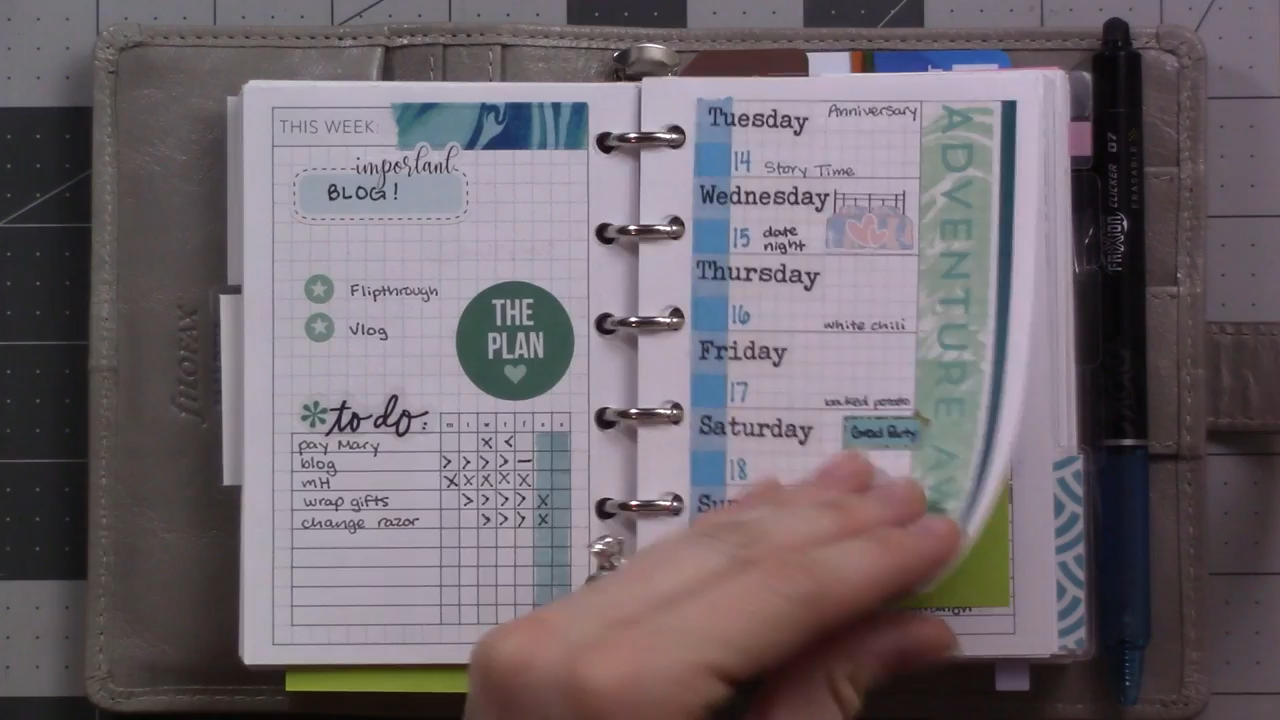 THIS WEEK:
important
BLOG!
Flipthrough
Vlog
THE
PLAN
to do:
m t w t f s s
pay Mary
blog
mH
wrap gifts
change razor
Tuesday
Anniversary
14 Story Time
Wednesday
15 date
night
Thursday
16
white chili
Friday
17
baked potato
Saturday
Grad Party
18
ADVENTURE AW
filofax
FRIXION CLICKER 07
ERASABLE